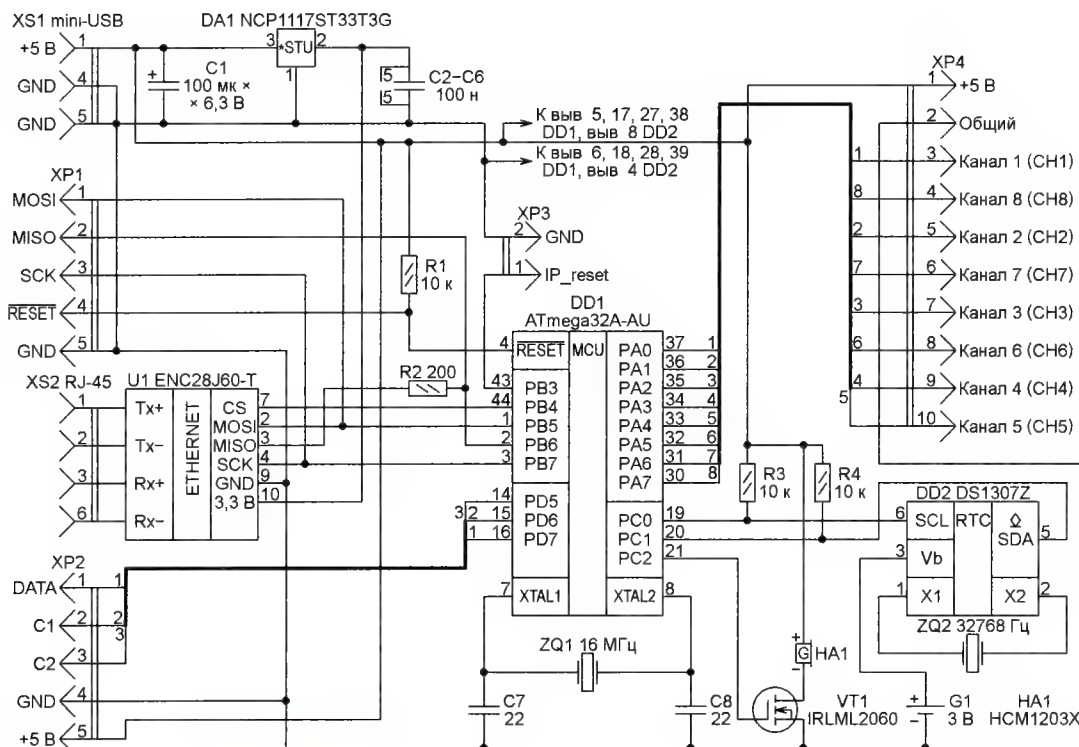 XS1 mini-USB
1
+5 В
4
GND
5
GND
DA1 NCP1117ST33T3G
3
*STU
2
1
+
C1
100 мк ×
× 6,3 В
5
5
C2–C6
100 н
К выв 5, 17, 27, 38
DD1, выв 8 DD2
К выв 6, 18, 28, 39
DD1, выв 4 DD2
XP4
1
+5 В
2
Общий
1
3
Канал 1 (CH1)
8
4
Канал 8 (CH8)
2
5
Канал 2 (CH2)
7
6
Канал 7 (CH7)
3
7
Канал 3 (CH3)
6
8
Канал 6 (CH6)
4
9
Канал 4 (CH4)
5
10
Канал 5 (CH5)
XP1
1
MOSI
2
MISO
3
SCK
4
RESET
5
GND
XP3
2
GND
1
IP_reset
R1
10 к
R2 200
DD1
ATmega32A-AU
4
RESET
MCU
43
PB3
44
PB4
1
PB5
2
PB6
3
PB7
14
PD5
15
PD6
16
PD7
7
XTAL1
PA0
37
1
PA1
36
2
PA2
35
3
PA3
34
4
PA4
33
5
PA5
32
6
PA6
31
7
PA7
30
8
PC0
19
PC1
20
PC2
21
XTAL2
8
XS2 RJ-45
1
2
3
6
U1 ENC28J60-T
Tx+
Tx–
Rx+
Rx–
ETHERNET
CS
7
MOSI
2
MISO
3
SCK
4
GND
9
3,3 В
10
3
2
1
XP2
DATA
1
1
C1
2
2
3
C2
3
GND
4
+5 В
5
R3
10 к
R4
10 к
DD2 DS1307Z
6
SCL
RTC
SDA
5
3
Vb
1
X1
X2
2
ZQ2 32768 Гц
ZQ1 16 МГц
C7
22
C8
22
+
G
–
HA1
VT1
IRLML2060
+
–
G1
3 В
HA1
HCM1203X